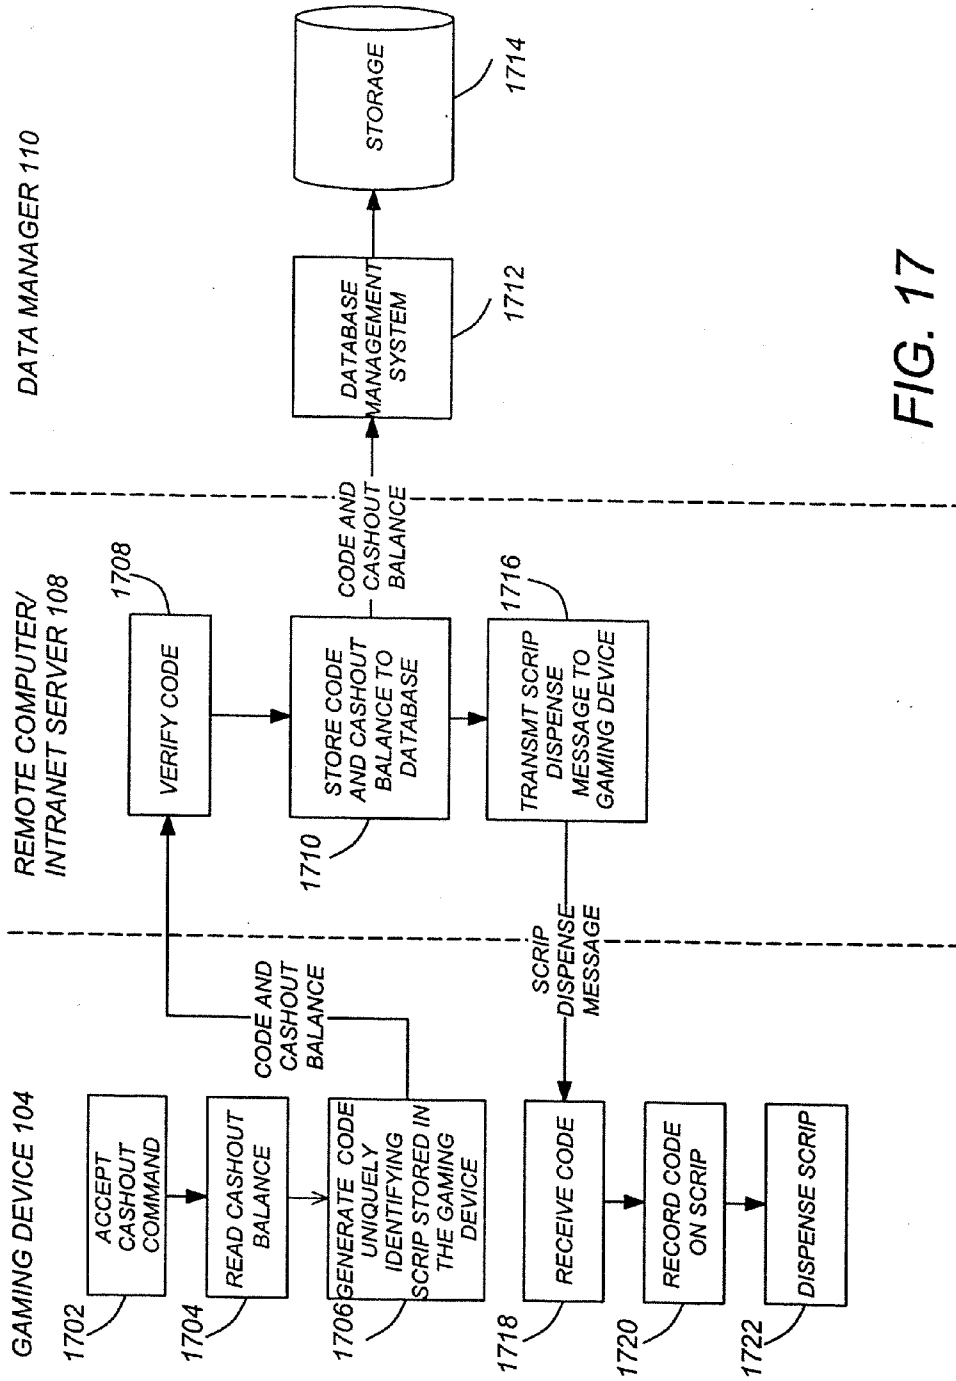 GAMING DEVICE 104
REMOTE COMPUTER/
INTRANET SERVER 108
DATA MANAGER 110
1702
ACCEPT
CASHOUT
COMMAND
1704
READ CASHOUT
BALANCE
1706
GENERATE CODE
UNIQUELY
IDENTIFYING
SCRIP STORED IN
THE GAMING
DEVICE
CODE AND
CASHOUT
BALANCE
1708
VERIFY CODE
1710
STORE CODE
AND CASHOUT
BALANCE TO
DATABASE
CODE AND
CASHOUT
BALANCE
DATABASE
MANAGEMENT
SYSTEM
1712
STORAGE
1714
1716
TRANSMT SCRIP
DISPENSE
MESSAGE TO
GAMING DEVICE
SCRIP
DISPENSE
MESSAGE
1718
RECEIVE CODE
1720
RECORD CODE
ON SCRIP
1722
DISPENSE SCRIP
FIG. 17